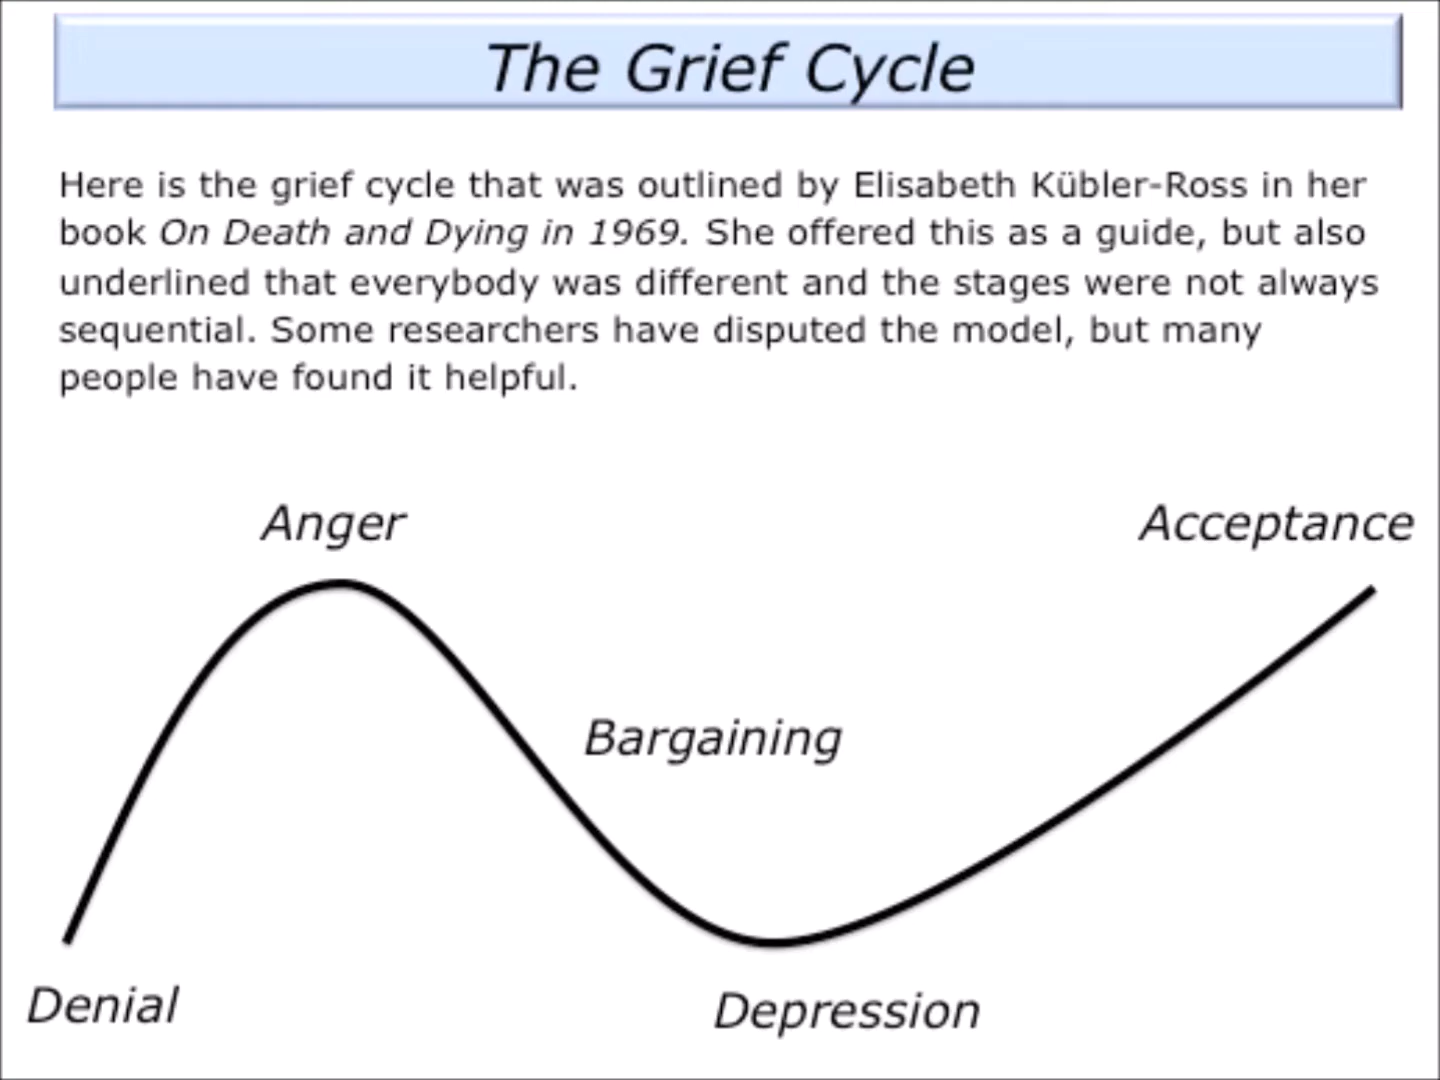 The Grief Cycle
Here is the grief cycle that was outlined by Elisabeth Kübler-Ross in her
book On Death and Dying in 1969. She offered this as a guide, but also
underlined that everybody was different and the stages were not always
sequential. Some researchers have disputed the model, but many
people have found it helpful.
Anger
Acceptance
Bargaining
Denial
Depression